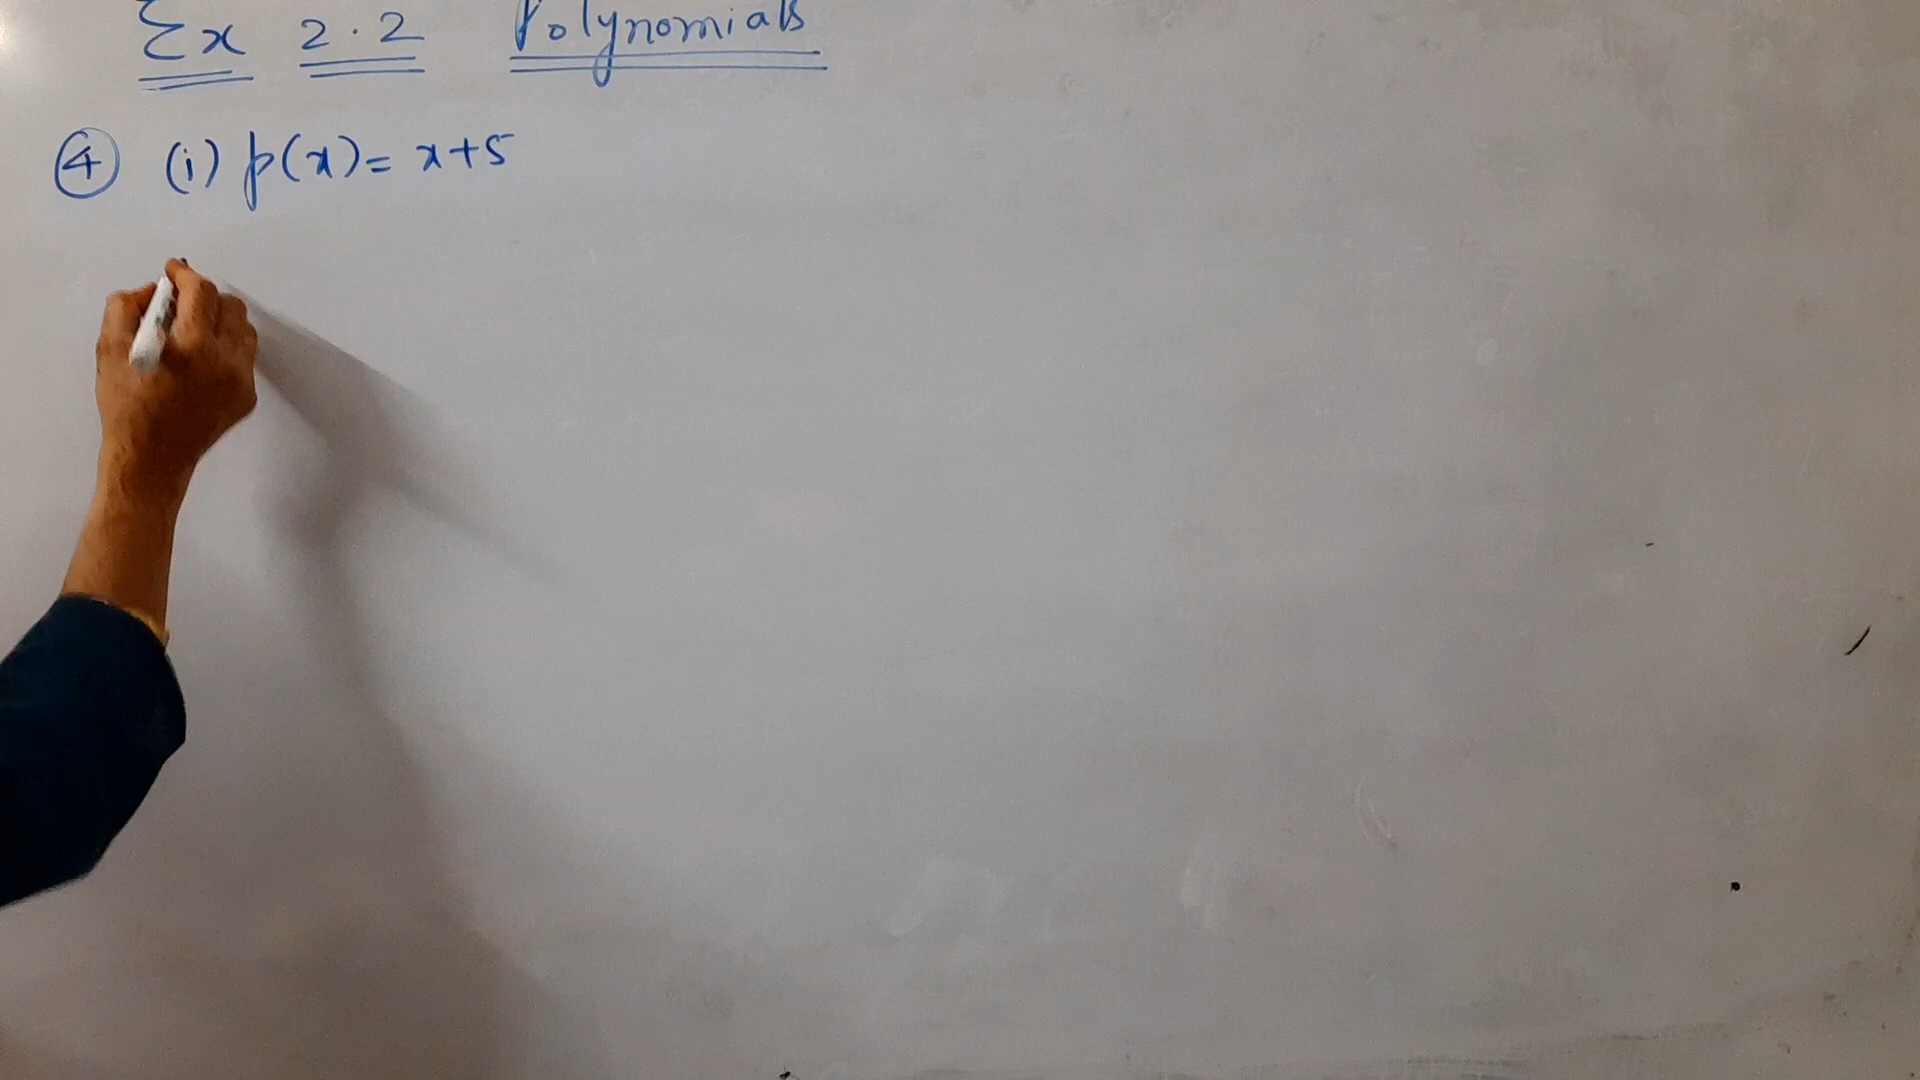 Ex 2.2 Polynomials
④ (i) p(x)= x+5